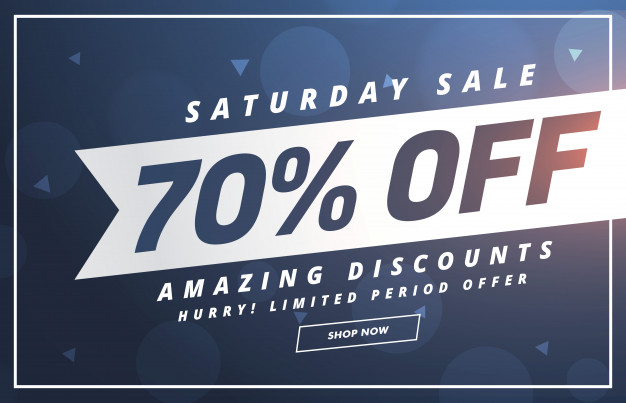 SATURDAY SALE
70% OFF
AMAZING DISCOUNTS
HURRY! LIMITED PERIOD OFFER
SHOP NOW